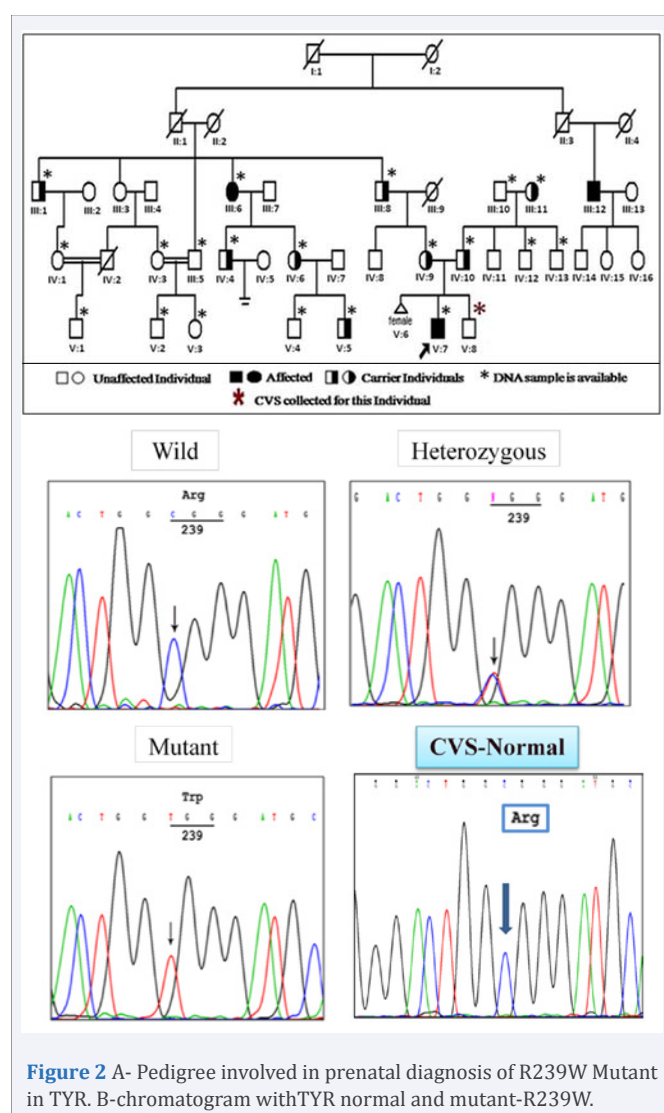 I:1 I:2
II:1 II:2 II:3 II:4
* * * * *
III:1 III:2 III:3 III:4 III:6 III:7 III:8 III:9 III:10 III:11 III:12 III:13
* * * * * * * * *
IV:1 IV:2 IV:3 III:5 IV:4 IV:5 IV:6 IV:7 IV:8 IV:9 IV:10 IV:11 IV:12 IV:13 IV:14 IV:15 IV:16
* * * * * *
female
V:1 V:2 V:3 V:4 V:5 V:6 V:7 V:8
Unaffected Individual Affected Carrier Individuals * DNA sample is available
* CVS collected for this Individual
Wild
Arg
A C T G G C G G G A T G
239
Heterozygous
G A C T G G Y G G G A T G
239
Mutant
Trp
A C T G G T G G G A T G C
239
CVS-Normal
G G A C T G G C G G G A T G C
Arg
Figure 2 A- Pedigree involved in prenatal diagnosis of R239W Mutant
in TYR. B-chromatogram withTYR normal and mutant-R239W.